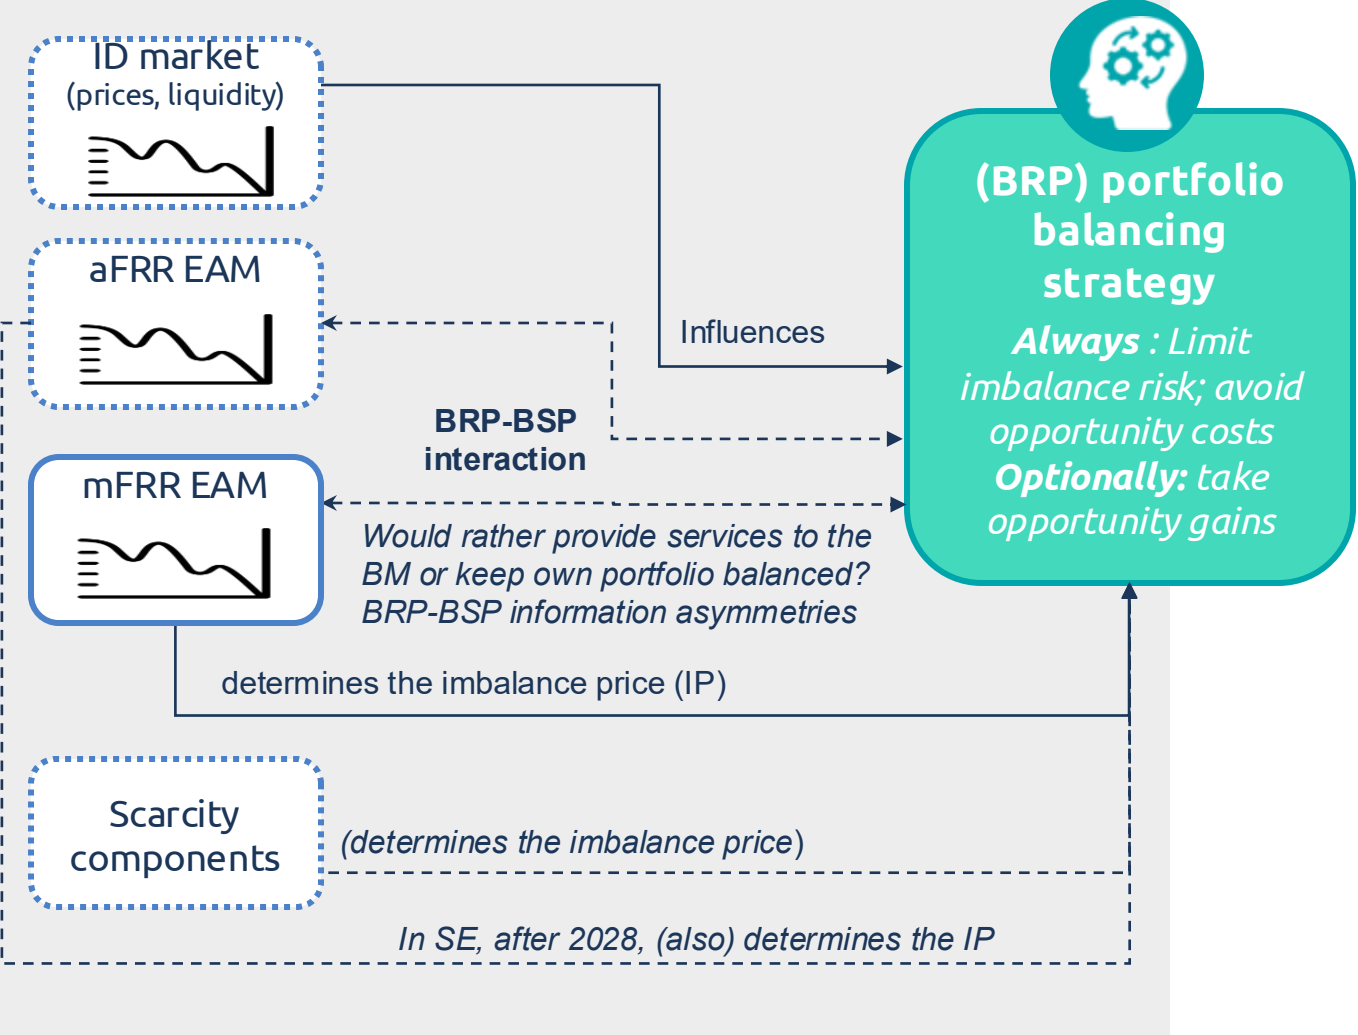 ID market
(prices, liquidity)
aFRR EAM
mFRR EAM
Scarcity
components
Influences
BRP-BSP
interaction
Would rather provide services to the
BM or keep own portfolio balanced?
BRP-BSP information asymmetries
determines the imbalance price (IP)
(determines the imbalance price)
In SE, after 2028, (also) determines the IP
(BRP) portfolio
balancing
strategy
Always : Limit
imbalance risk; avoid
opportunity costs
Optionally: take
opportunity gains